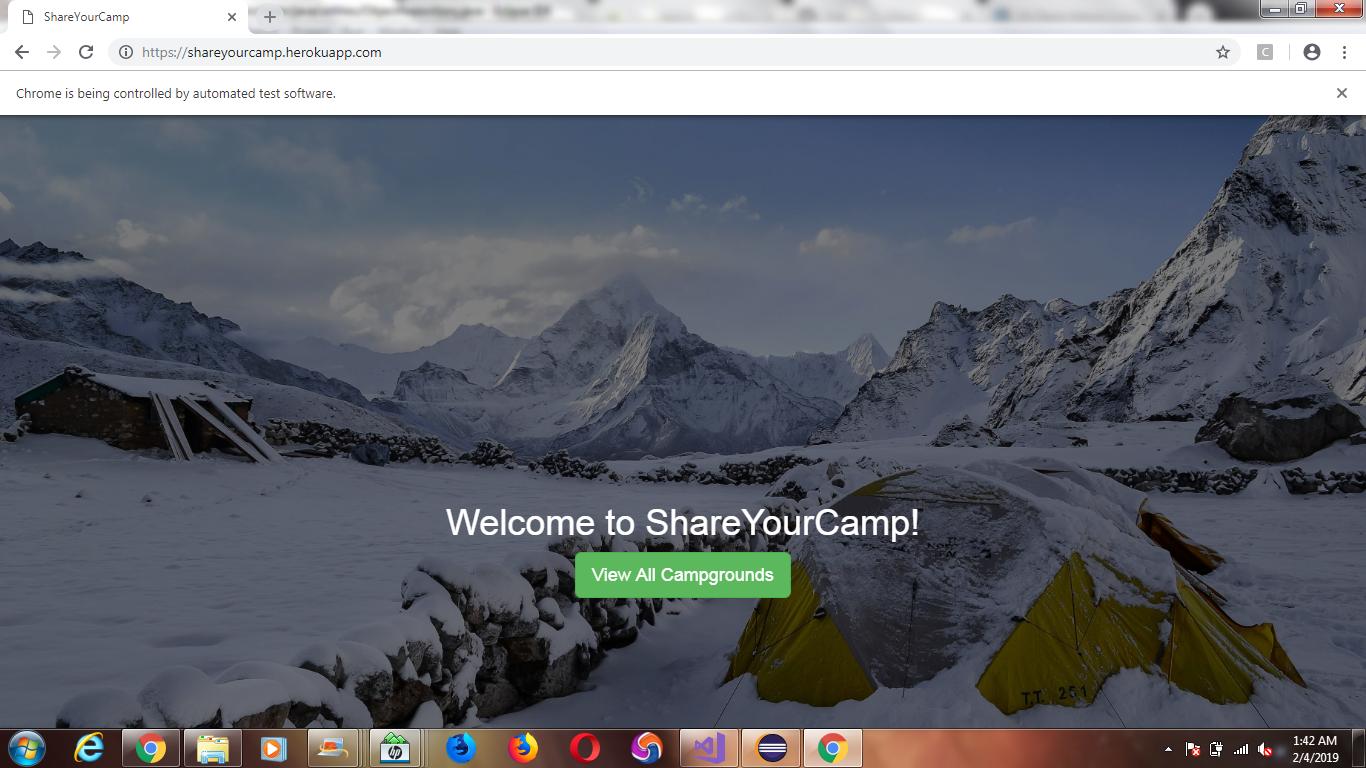 ShareYourCamp
https://shareyourcamp.herokuapp.com
C
Chrome is being controlled by automated test software.
Welcome to ShareYourCamp!
View All Campgrounds
T.T. 251
hp
1:42 AM
2/4/2019